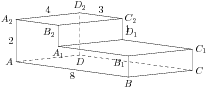 D₂
4 3
A₂ C₂
B₂ D₁
2 A₁ C₁
B₁
A D C
8 B